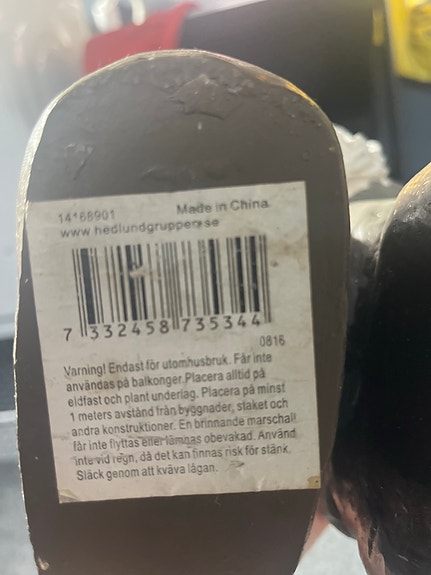 14168901 Made in China
www.hedlundgruppen.se
7 332458 735344
0816
Varning! Endast för utomhusbruk. Får inte
användas på balkonger. Placera alltid på
eldfast och plant underlag. Placera på minst
1 meters avstånd från byggnader, staket och
andra konstruktioner. En brinnande marschall
får inte flyttas eller lämnas obevakad. Använd
inte vid regn, då det kan finnas risk för stänk.
Släck genom att kväva lågan.